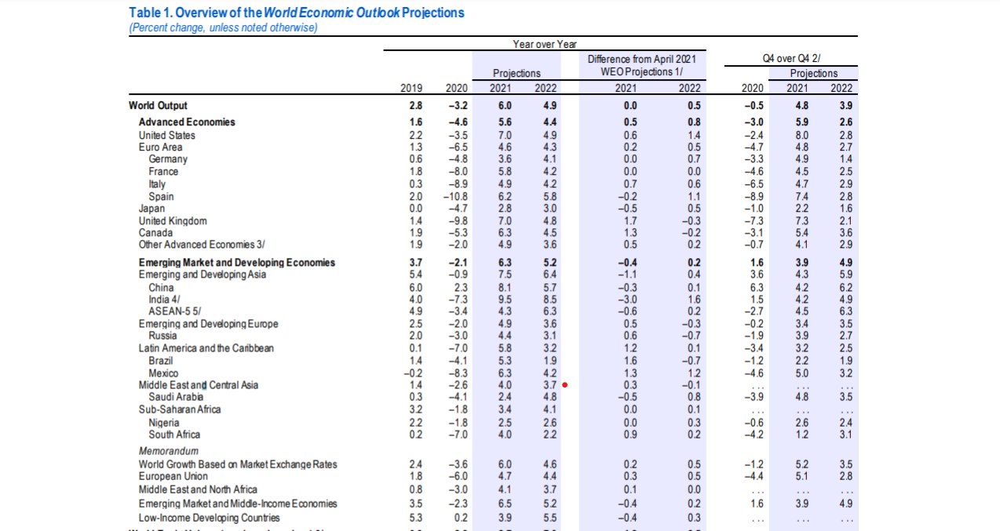 Table 1. Overview of the World Economic Outlook Projections
(Percent change, unless noted otherwise)
Year over Year
Difference from April 2021 Q4 over Q4 2/
Projections WEO Projections 1/ Projections
2019 2020 2021 2022 2021 2022 2020 2021 2022
World Output 2.8 –3.2 6.0 4.9 0.0 0.5 –0.5 4.8 3.9
Advanced Economies 1.6 –4.6 5.6 4.4 0.5 0.8 –3.0 5.9 2.6
United States 2.2 –3.5 7.0 4.9 0.6 1.4 –2.4 8.0 2.8
Euro Area 1.3 –6.5 4.6 4.3 0.2 0.5 –4.7 4.8 2.7
Germany 0.6 –4.8 3.6 4.1 0.0 0.7 –3.3 4.9 1.4
France 1.8 –8.0 5.8 4.2 0.0 0.0 –4.6 4.5 2.5
Italy 0.3 –8.9 4.9 4.2 0.7 0.6 –6.5 4.7 2.9
Spain 2.0 –10.8 6.2 5.8 –0.2 1.1 –8.9 7.4 2.8
Japan 0.0 –4.7 2.8 3.0 –0.5 0.5 –1.0 2.2 1.6
United Kingdom 1.4 –9.8 7.0 4.8 1.7 –0.3 –7.3 7.3 2.1
Canada 1.9 –5.3 6.3 4.5 1.3 –0.2 –3.1 5.4 3.6
Other Advanced Economies 3/ 1.9 –2.0 4.9 3.6 0.5 0.2 –0.7 4.1 2.9
Emerging Market and Developing Economies 3.7 –2.1 6.3 5.2 –0.4 0.2 1.6 3.9 4.9
Emerging and Developing Asia 5.4 –0.9 7.5 6.4 –1.1 0.4 3.6 4.3 5.9
China 6.0 2.3 8.1 5.7 –0.3 0.1 6.3 4.2 6.2
India 4/ 4.0 –7.3 9.5 8.5 –3.0 1.6 1.5 4.2 4.9
ASEAN-5 5/ 4.9 –3.4 4.3 6.3 –0.6 0.2 –2.7 4.5 6.3
Emerging and Developing Europe 2.5 –2.0 4.9 3.6 0.5 –0.3 –0.2 3.4 3.5
Russia 2.0 –3.0 4.4 3.1 0.6 –0.7 –1.9 3.9 2.7
Latin America and the Caribbean 0.1 –7.0 5.8 3.2 1.2 0.1 –3.4 3.2 2.5
Brazil 1.4 –4.1 5.3 1.9 1.6 –0.7 –1.2 2.2 1.9
Mexico –0.2 –8.3 6.3 4.2 1.3 1.2 –4.6 5.0 3.2
Middle East and Central Asia 1.4 –2.6 4.0 3.7 0.3 –0.1 . . . . . . . . .
Saudi Arabia 0.3 –4.1 2.4 4.8 –0.5 0.8 –3.9 4.8 3.5
Sub-Saharan Africa 3.2 –1.8 3.4 4.1 0.0 0.1 . . . . . . . . .
Nigeria 2.2 –1.8 2.5 2.6 0.0 0.3 –0.6 2.6 2.4
South Africa 0.2 –7.0 4.0 2.2 0.9 0.2 –4.2 1.2 3.1
Memorandum
World Growth Based on Market Exchange Rates 2.4 –3.6 6.0 4.6 0.2 0.5 –1.2 5.2 3.5
European Union 1.8 –6.0 4.7 4.4 0.3 0.5 –4.4 5.1 2.8
Middle East and North Africa 0.8 –3.0 4.1 3.7 0.1 0.0 . . . . . . . . .
Emerging Market and Middle-Income Economies 3.5 –2.3 6.5 5.2 –0.4 0.2 1.6 3.9 4.9
Low-Income Developing Countries 5.3 0.2 3.9 5.5 –0.4 0.3 . . . . . . . . .